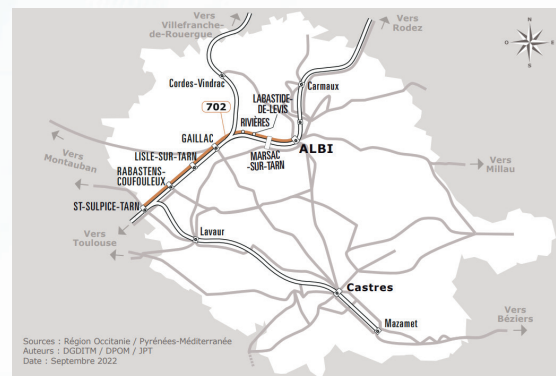 Vers
Villefranche-
de-Rouergue
Vers
Rodez
N
O
E
S
Cordes-Vindrac
Carmaux
LABASTIDE-
DE-LEVIS
702
RIVIÈRES
GAILLAC
ALBI
LISLE-SUR-TARN
MARSAC
-SUR-TARN
Vers
Montauban
RABASTENS-
COUFOULEUX
Vers
Millau
ST-SULPICE-TARN
Vers
Toulouse
Lavaur
Castres
Mazamet
Vers
Béziers
Sources : Région Occitanie / Pyrénées-Méditerranée
Auteurs : DGDITM / DPOM / JPT
Date : Septembre 2022